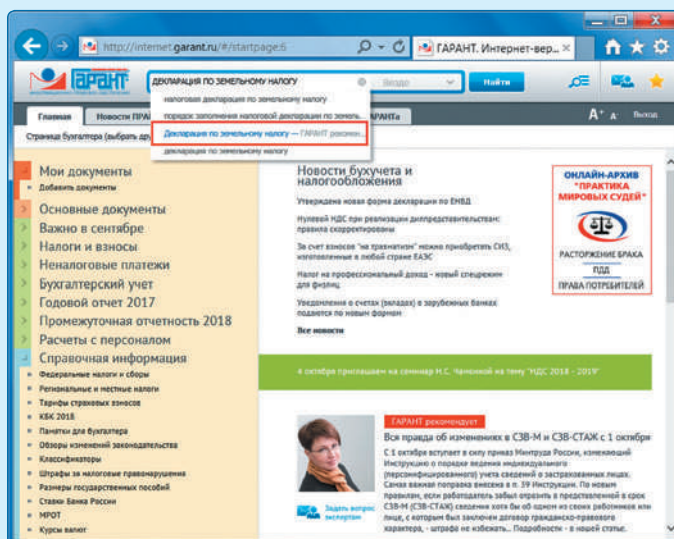 http://internet.garant.ru/#/startpage:6
ГАРАНТ. Интернет-вер...
ГАРАНТ
ДЕКЛАРАЦИЯ ПО ЗЕМЕЛЬНОМУ НАЛОГУ
Везде
Найти
налоговая декларация по земельному налогу
порядок заполнения налоговой декларации по земель...
Декларация по земельному налогу — ГАРАНТ рекомен...
декларация по земельному налогу
Главная
Новости ПРА
АРАНТа
A+ A-
Выход
Страница бухгалтера (выбрать дру
Мои документы
Добавить документы
Основные документы
Важно в сентябре
Налоги и взносы
Неналоговые платежи
Бухгалтерский учет
Годовой отчет 2017
Промежуточная отчетность 2018
Расчеты с персоналом
Справочная информация
Федеральные налоги и сборы
Региональные и местные налоги
Тарифы страховых взносов
КБК 2018
Памятки для бухгалтера
Обзоры изменений законодательства
Классификаторы
Штрафы за налоговые правонарушения
Размеры государственных пособий
Ставки Банка России
МРОТ
Курсы валют
Новости бухучета и
налогообложения
Утверждена новая форма декларации по ЕНВД
Нулевой НДС при реализации диппредставительствам:
правила скорректированы
За счет взносов "на травматизм" можно приобретать СИЗ,
изготовленные в любой стране ЕАЭС
Налог на профессиональный доход - новый спецрежим
для физлиц
Уведомления о счетах (вкладах) в зарубежных банках
подаются по новым формам
Все новости
ОНЛАЙН-АРХИВ
"ПРАКТИКА
МИРОВЫХ СУДЕЙ"
РАСТОРЖЕНИЕ БРАКА
ПДД
ПРАВА ПОТРЕБИТЕЛЕЙ
4 октября приглашаем на семинар Н.С. Чамкиной на тему "НДС 2018 - 2019"
ГАРАНТ рекомендует
Вся правда об изменениях в СЗВ-М и СЗВ-СТАЖ с 1 октября
С 1 октября вступает в силу приказ Минтруда России, изменяющий
Инструкцию о порядке ведения индивидуального
(персонифицированного) учета сведений о застрахованных лицах.
Самая важная поправка внесена в п. 39 Инструкции. По новым
правилам, если работодатель забыл отразить в представленной в срок
СЗВ-М (СЗВ-СТАЖ) сведения хотя бы об одном из своих работников или
лице, с которым был заключен договор гражданско-правового
характера, - штрафа не избежать... Подробности - в нашей статье.
Задать вопрос
экспертам